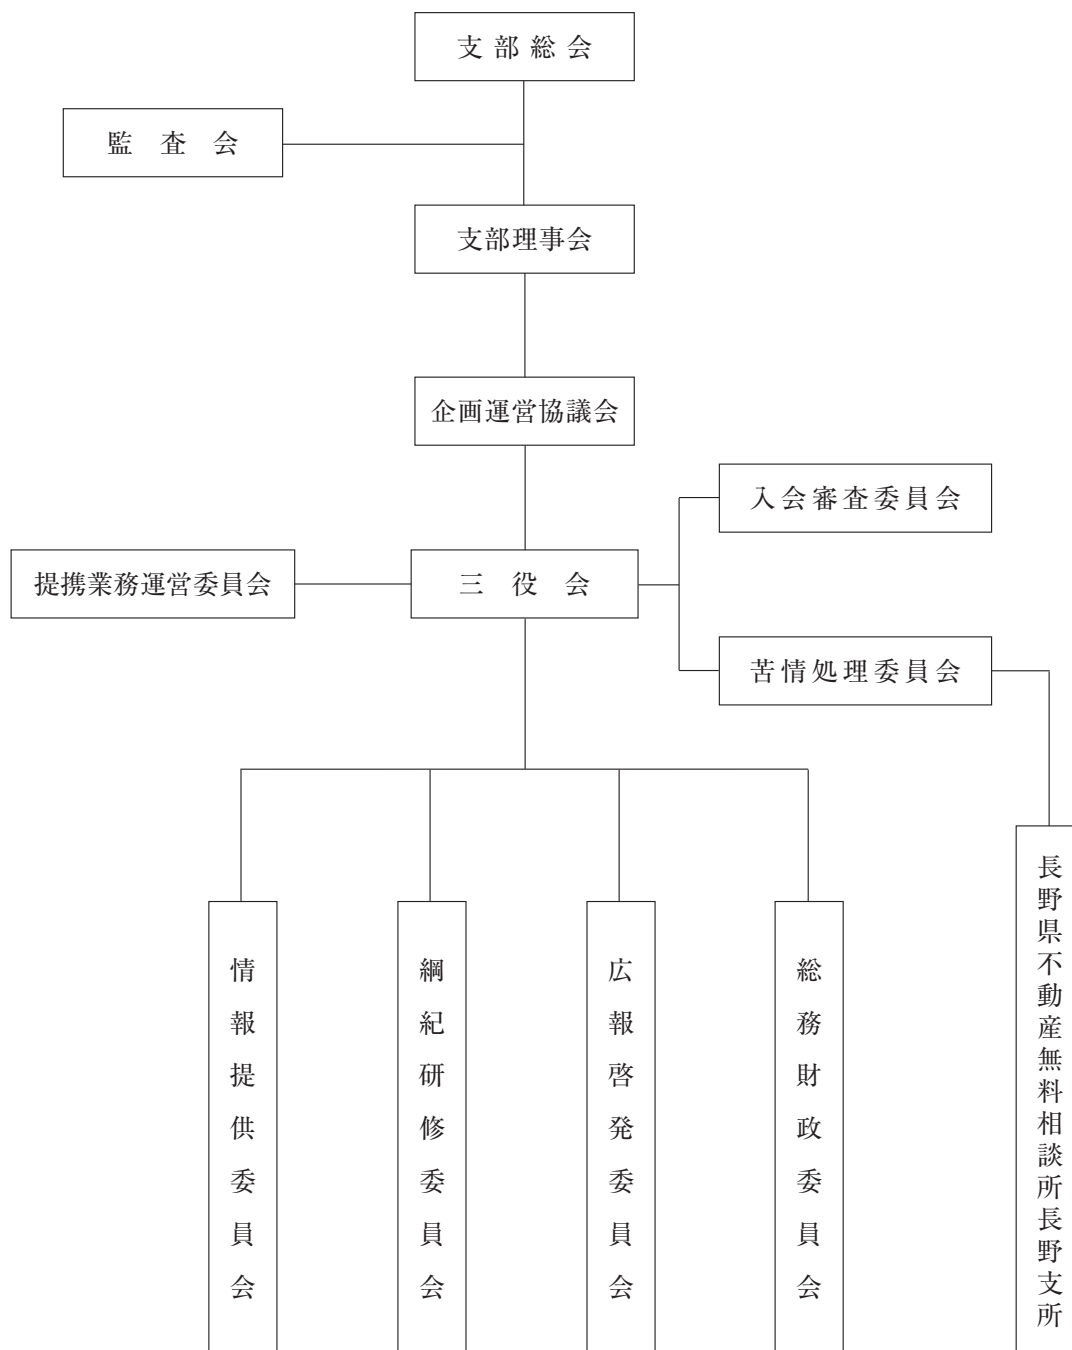 支部総会
監査会
支部理事会
企画運営協議会
入会審査委員会
提携業務運営委員会
三役会
苦情処理委員会
情報提供委員会
綱紀研修委員会
広報啓発委員会
総務財政委員会
長野県不動産無料相談所長野支所